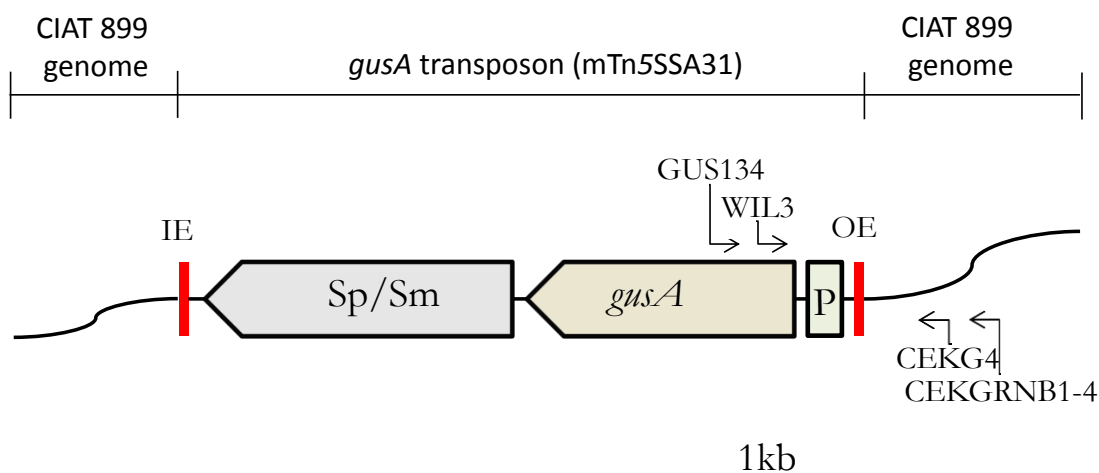 CIAT 899
genome
gusA transposon (mTn5SSA31)
CIAT 899
genome
GUS134
WIL3
IE
OE
Sp/Sm
gusA
P
CEKG4
CEKGRNB1-4
1kb